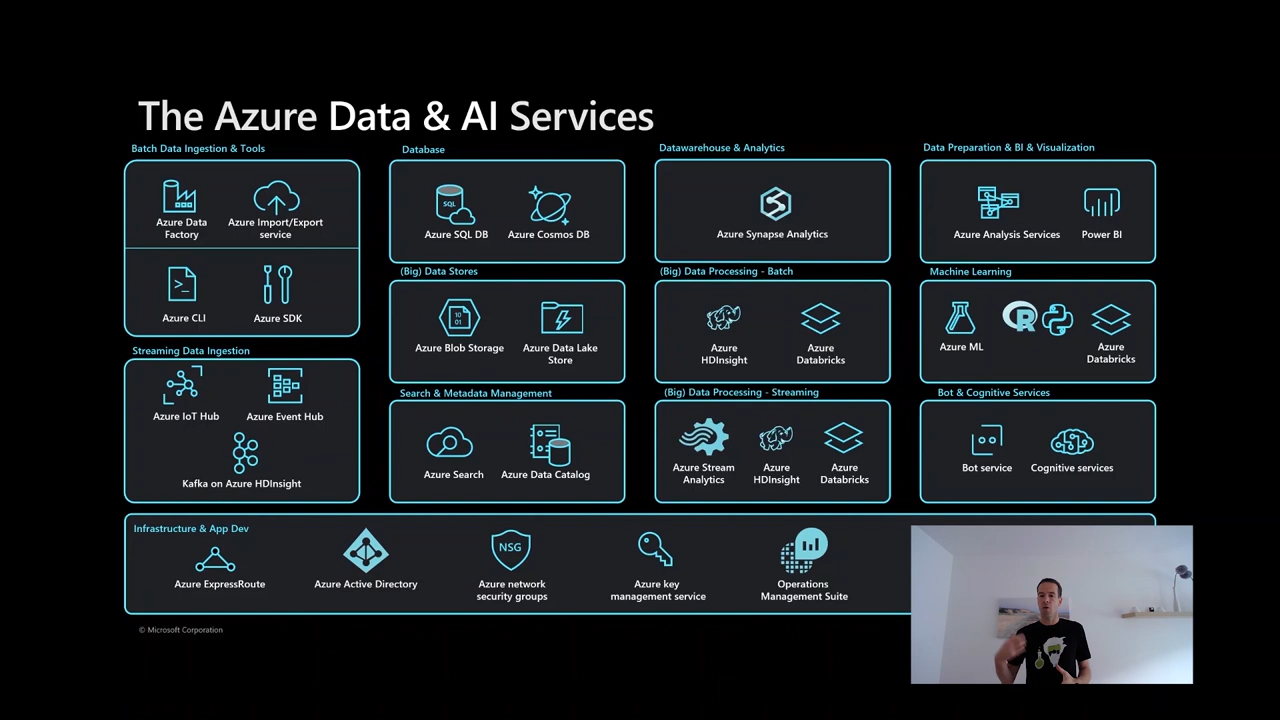 The Azure Data & AI Services
Batch Data Ingestion & Tools
Azure Data
Factory
Azure Import/Export
service
Azure CLI
Azure SDK
Streaming Data Ingestion
Azure IoT Hub
Azure Event Hub
Kafka on Azure HDInsight
Database
SQL
Azure SQL DB
Azure Cosmos DB
(Big) Data Stores
10
01
Azure Blob Storage
Azure Data Lake
Store
Search & Metadata Management
Azure Search
Azure Data Catalog
Datawarehouse & Analytics
Azure Synapse Analytics
(Big) Data Processing - Batch
Azure
HDInsight
Azure
Databricks
(Big) Data Processing - Streaming
Azure Stream
Analytics
Azure
HDInsight
Azure
Databricks
Data Preparation & BI & Visualization
Azure Analysis Services
Power BI
Machine Learning
Azure ML
R
Azure
Databricks
Bot & Cognitive Services
Bot service
Cognitive services
Infrastructure & App Dev
Azure ExpressRoute
Azure Active Directory
NSG
Azure network
security groups
Azure key
management service
Operations
Management Suite
© Microsoft Corporation